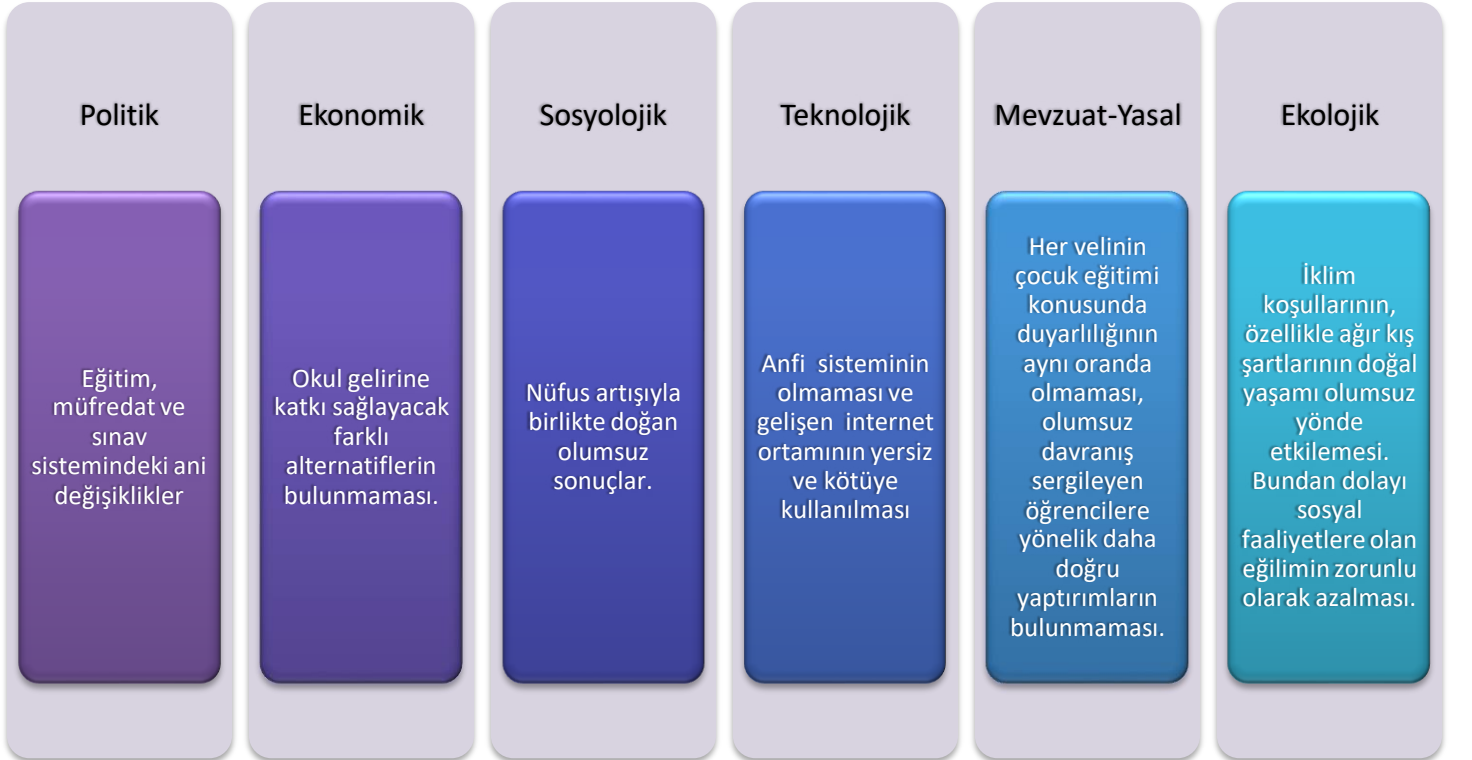 Politik
Eğitim,
müfredat ve
sınav
sistemindeki ani
değişiklikler
Ekonomik
Okul gelirine
katkı sağlayacak
farklı
alternatiflerin
bulunmaması.
Sosyolojik
Nüfus artışıyla
birlikte doğan
olumsuz
sonuçlar.
Teknolojik
Anfi sisteminin
olmaması ve
gelişen internet
ortamının yersiz
ve kötüye
kullanılması
Mevzuat-Yasal
Her velinin
çocuk eğitimi
konusunda
duyarlılığının
aynı oranda
olmaması,
olumsuz
davranış
sergileyen
öğrencilere
yönelik daha
doğru
yaptırımların
bulunmaması.
Ekolojik
İklim
koşullarının,
özellikle ağır kış
şartlarının doğal
yaşamı olumsuz
yönde
etkilemesi.
Bundan dolayı
sosyal
faaliyetlere olan
eğilimin zorunlu
olarak azalması.